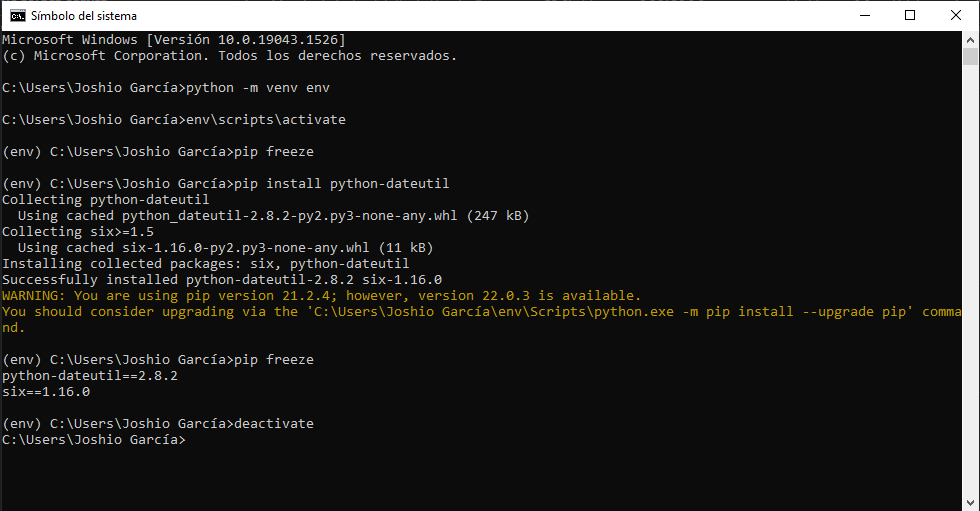 Símbolo del sistema
Microsoft Windows [Versión 10.0.19043.1526]
(c) Microsoft Corporation. Todos los derechos reservados.
C:\Users\Joshio García>python -m venv env
C:\Users\Joshio García>env\scripts\activate
(env) C:\Users\Joshio García>pip freeze
(env) C:\Users\Joshio García>pip install python-dateutil
Collecting python-dateutil
  Using cached python_dateutil-2.8.2-py2.py3-none-any.whl (247 kB)
Collecting six>=1.5
  Using cached six-1.16.0-py2.py3-none-any.whl (11 kB)
Installing collected packages: six, python-dateutil
Successfully installed python-dateutil-2.8.2 six-1.16.0
WARNING: You are using pip version 21.2.4; however, version 22.0.3 is available.
You should consider upgrading via the 'C:\Users\Joshio García\env\Scripts\python.exe -m pip install --upgrade pip' comma
nd.
(env) C:\Users\Joshio García>pip freeze
python-dateutil==2.8.2
six==1.16.0
(env) C:\Users\Joshio García>deactivate
C:\Users\Joshio García>